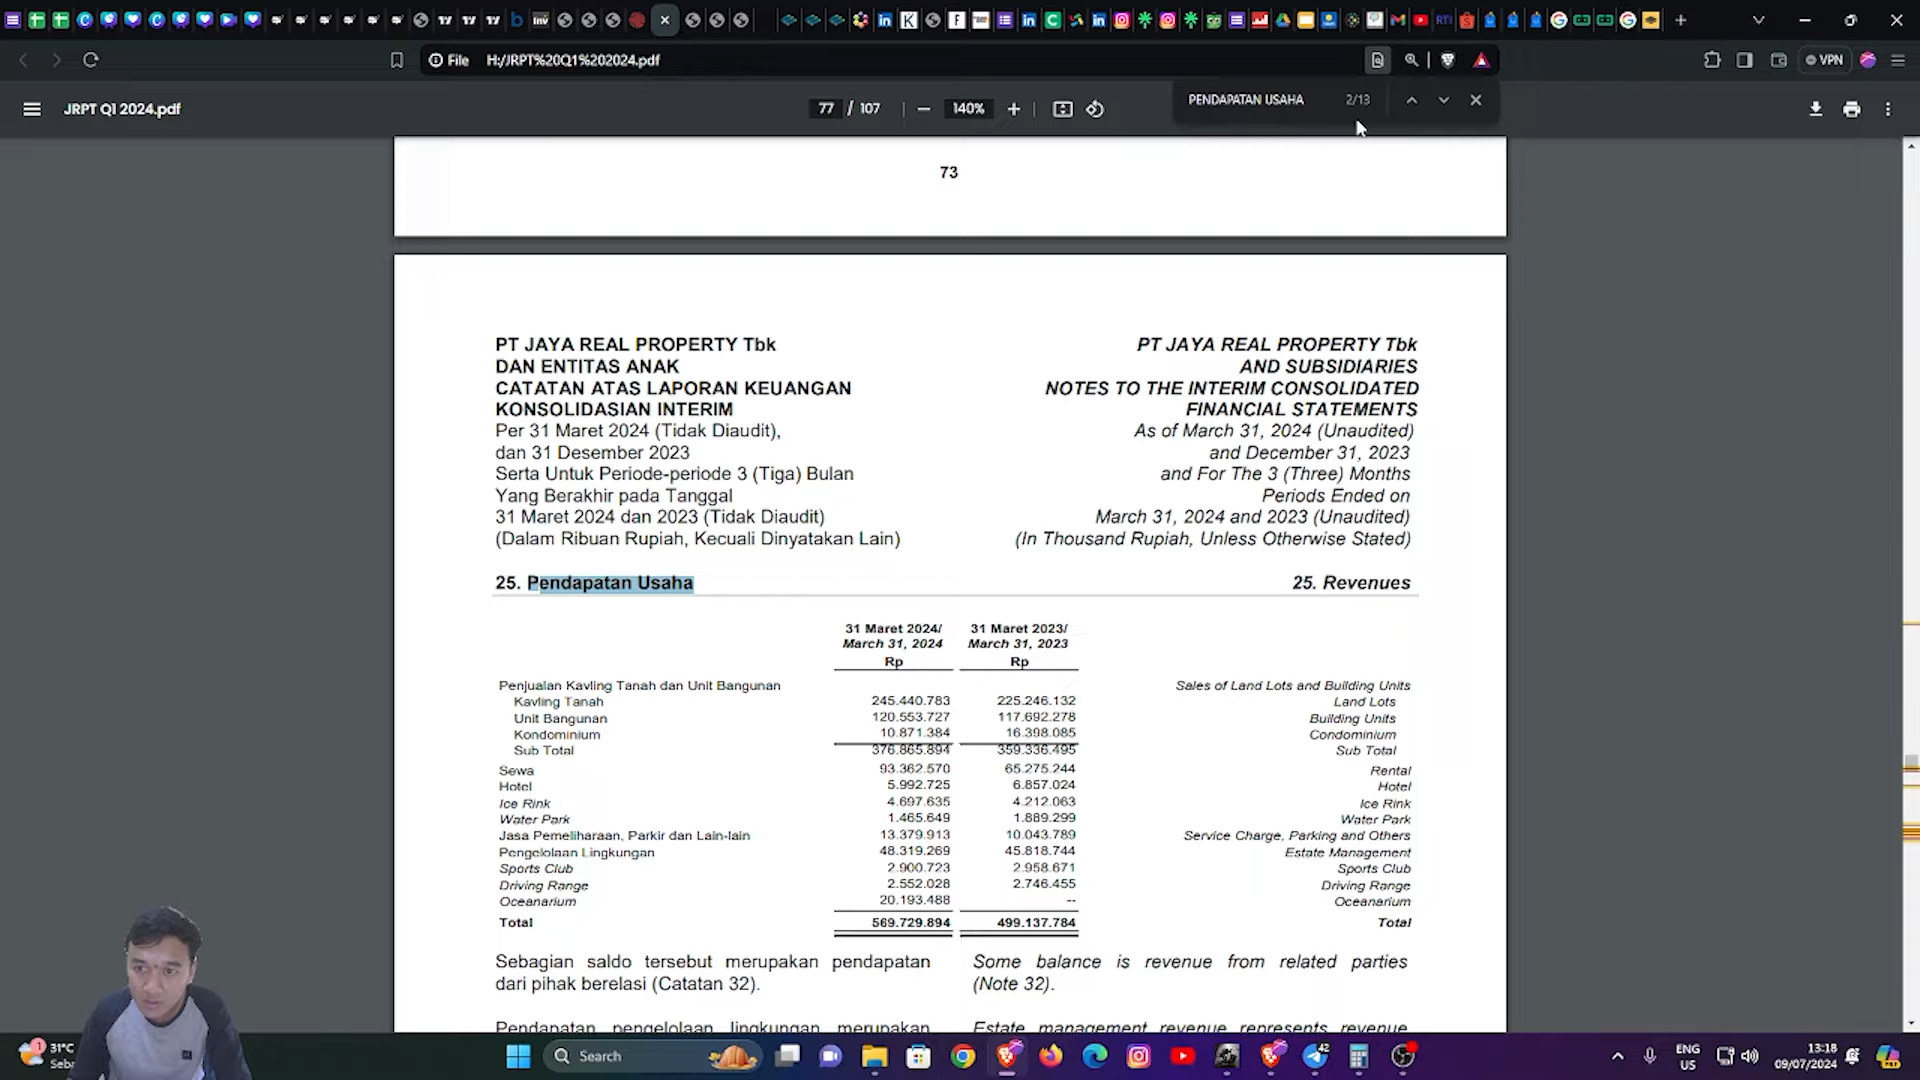 File H:/JRPT%20Q1%202024.pdf
VPN
JRPT Q1 2024.pdf
77 / 107
140%
PENDAPATAN USAHA 2/13
73
PT JAYA REAL PROPERTY Tbk
DAN ENTITAS ANAK
CATATAN ATAS LAPORAN KEUANGAN
KONSOLIDASIAN INTERIM
Per 31 Maret 2024 (Tidak Diaudit),
dan 31 Desember 2023
Serta Untuk Periode-periode 3 (Tiga) Bulan
Yang Berakhir pada Tanggal
31 Maret 2024 dan 2023 (Tidak Diaudit)
(Dalam Ribuan Rupiah, Kecuali Dinyatakan Lain)
PT JAYA REAL PROPERTY Tbk
AND SUBSIDIARIES
NOTES TO THE INTERIM CONSOLIDATED
FINANCIAL STATEMENTS
As of March 31, 2024 (Unaudited)
and December 31, 2023
and For The 3 (Three) Months
Periods Ended on
March 31, 2024 and 2023 (Unaudited)
(In Thousand Rupiah, Unless Otherwise Stated)
25. Pendapatan Usaha 25. Revenues
31 Maret 2024/ 31 Maret 2023/
March 31, 2024 March 31, 2023
Rp Rp
Penjualan Kavling Tanah dan Unit Bangunan Sales of Land Lots and Building Units
Kavling Tanah 245.440.783 225.246.132 Land Lots
Unit Bangunan 120.553.727 117.692.278 Building Units
Kondominium 10.871.384 16.398.085 Condominium
Sub Total 376.865.894 359.336.495 Sub Total
Sewa 93.362.570 65.275.244 Rental
Hotel 5.992.725 6.857.024 Hotel
Ice Rink 4.697.635 4.212.063 Ice Rink
Water Park 1.465.649 1.889.299 Water Park
Jasa Pemeliharaan, Parkir dan Lain-lain 13.379.913 10.043.789 Service Charge, Parking and Others
Pengelolaan Lingkungan 48.319.269 45.818.744 Estate Management
Sports Club 2.900.723 2.958.671 Sports Club
Driving Range 2.552.028 2.746.455 Driving Range
Oceanarium 20.193.488 -- Oceanarium
Total 569.729.894 499.137.784 Total
Sebagian saldo tersebut merupakan pendapatan
dari pihak berelasi (Catatan 32).
Some balance is revenue from related parties
(Note 32).
Pendapatan pengelolaan lingkungan merupakan
Estate management revenue represents revenue
31°C
Search
42
ENG
US
13:18
09/07/2024